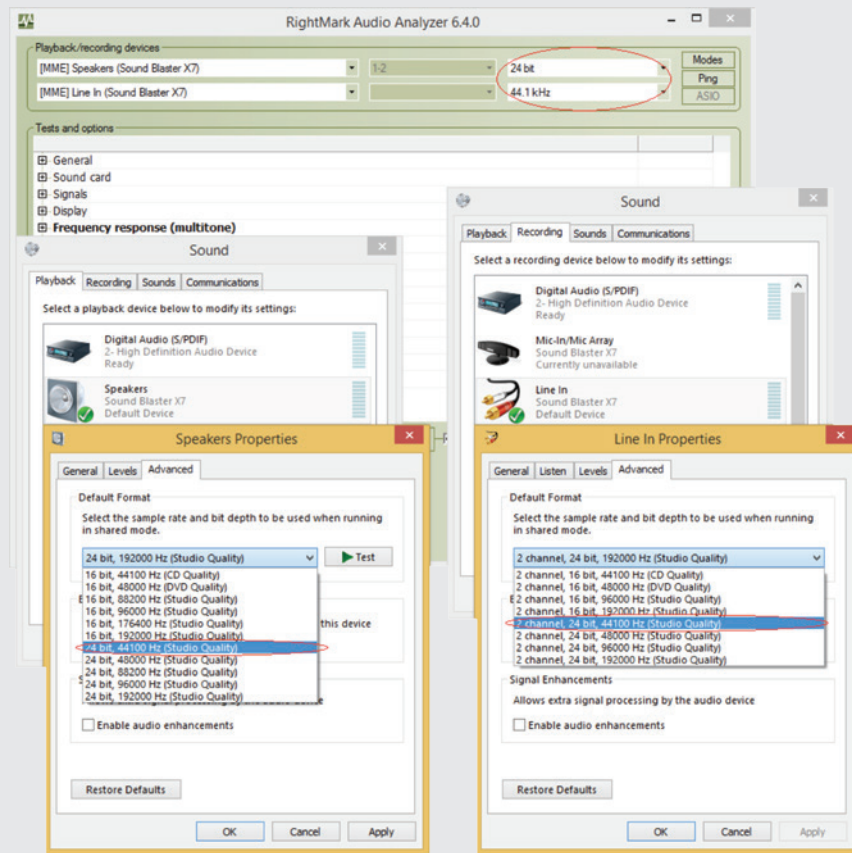 RightMark Audio Analyzer 6.4.0
Playback/recording devices
[MME] Speakers (Sound Blaster X7)
1-2
24 bit
Modes
Ping
[MME] Line In (Sound Blaster X7)
44.1 kHz
ASIO
Tests and options
General
Sound card
Signals
Display
Frequency response (multitone)
Sound
Playback Recording Sounds Communications
Select a playback device below to modify its settings:
Digital Audio (S/PDIF)
2- High Definition Audio Device
Ready
Speakers
Sound Blaster X7
Default Device
Sound
Playback Recording Sounds Communications
Select a recording device below to modify its settings:
Digital Audio (S/PDIF)
2- High Definition Audio Device
Ready
Mic-In/Mic Array
Sound Blaster X7
Currently unavailable
Line In
Sound Blaster X7
Default Device
Speakers Properties
General Levels Advanced
Default Format
Select the sample rate and bit depth to be used when running
in shared mode.
24 bit, 192000 Hz (Studio Quality)
Test
16 bit, 44100 Hz (CD Quality)
16 bit, 48000 Hz (DVD Quality)
16 bit, 88200 Hz (Studio Quality)
16 bit, 96000 Hz (Studio Quality)
16 bit, 176400 Hz (Studio Quality)
this device
16 bit, 192000 Hz (Studio Quality)
24 bit, 44100 Hz (Studio Quality)
24 bit, 48000 Hz (Studio Quality)
24 bit, 88200 Hz (Studio Quality)
24 bit, 96000 Hz (Studio Quality)
24 bit, 192000 Hz (Studio Quality)
Enable audio enhancements
Restore Defaults
OK Cancel Apply
Line In Properties
General Listen Levels Advanced
Default Format
Select the sample rate and bit depth to be used when running
in shared mode.
2 channel, 24 bit, 192000 Hz (Studio Quality)
2 channel, 16 bit, 44100 Hz (CD Quality)
2 channel, 16 bit, 48000 Hz (DVD Quality)
2 channel, 16 bit, 96000 Hz (Studio Quality)
2 channel, 16 bit, 192000 Hz (Studio Quality)
2 channel, 24 bit, 44100 Hz (Studio Quality)
2 channel, 24 bit, 48000 Hz (Studio Quality)
2 channel, 24 bit, 96000 Hz (Studio Quality)
2 channel, 24 bit, 192000 Hz (Studio Quality)
Signal Enhancements
Allows extra signal processing by the audio device
Enable audio enhancements
Restore Defaults
OK Cancel Apply